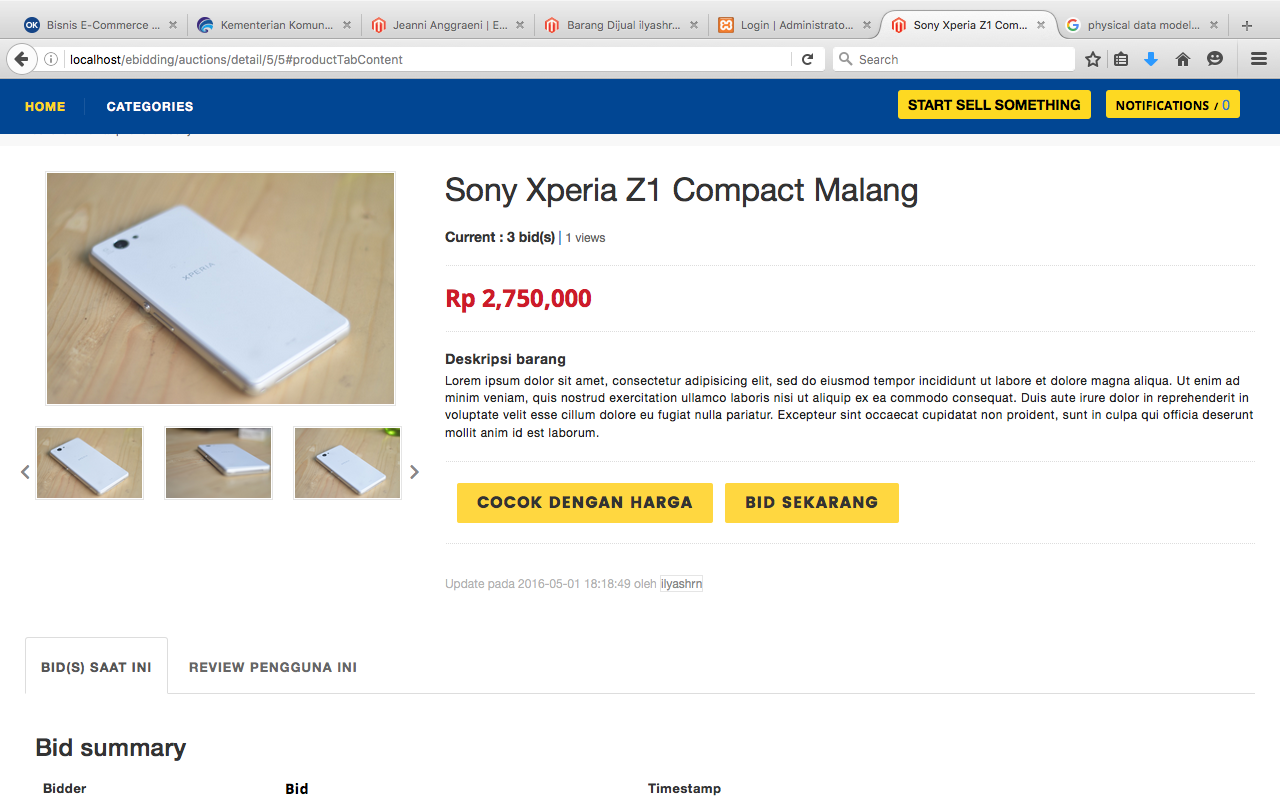 Bisnis E-Commerce ...
Kementerian Komun...
Jeanni Anggraeni | E...
Barang Dijual ilyashr...
Login | Administrato...
Sony Xperia Z1 Com...
physical data model...
localhost/ebidding/auctions/detail/5/5#productTabContent
Search
HOME
CATEGORIES
START SELL SOMETHING
NOTIFICATIONS / 0
Sony Xperia Z1 Compact Malang
Current : 3 bid(s) | 1 views
Rp 2,750,000
Deskripsi barang
Lorem ipsum dolor sit amet, consectetur adipisicing elit, sed do eiusmod tempor incididunt ut labore et dolore magna aliqua. Ut enim ad
minim veniam, quis nostrud exercitation ullamco laboris nisi ut aliquip ex ea commodo consequat. Duis aute irure dolor in reprehenderit in
voluptate velit esse cillum dolore eu fugiat nulla pariatur. Excepteur sint occaecat cupidatat non proident, sunt in culpa qui officia deserunt
mollit anim id est laborum.
COCOK DENGAN HARGA
BID SEKARANG
Update pada 2016-05-01 18:18:49 oleh ilyashrn
BID(S) SAAT INI
REVIEW PENGGUNA INI
Bid summary
Bidder Bid Timestamp
OK
XPERIA